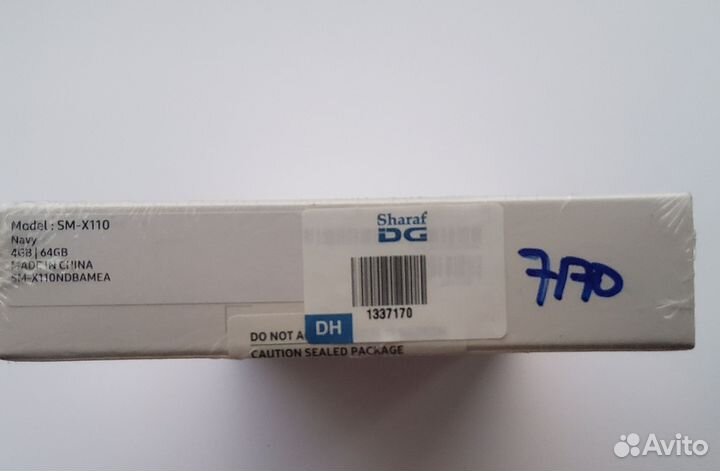 Model : SM-X110
Navy
4GB | 64GB
MADE IN CHINA
SM-X110NDBAMEA
Sharaf
DG
1337170
DH
7170
DO NOT A
CAUTION SEALED PACKAGE
Avito